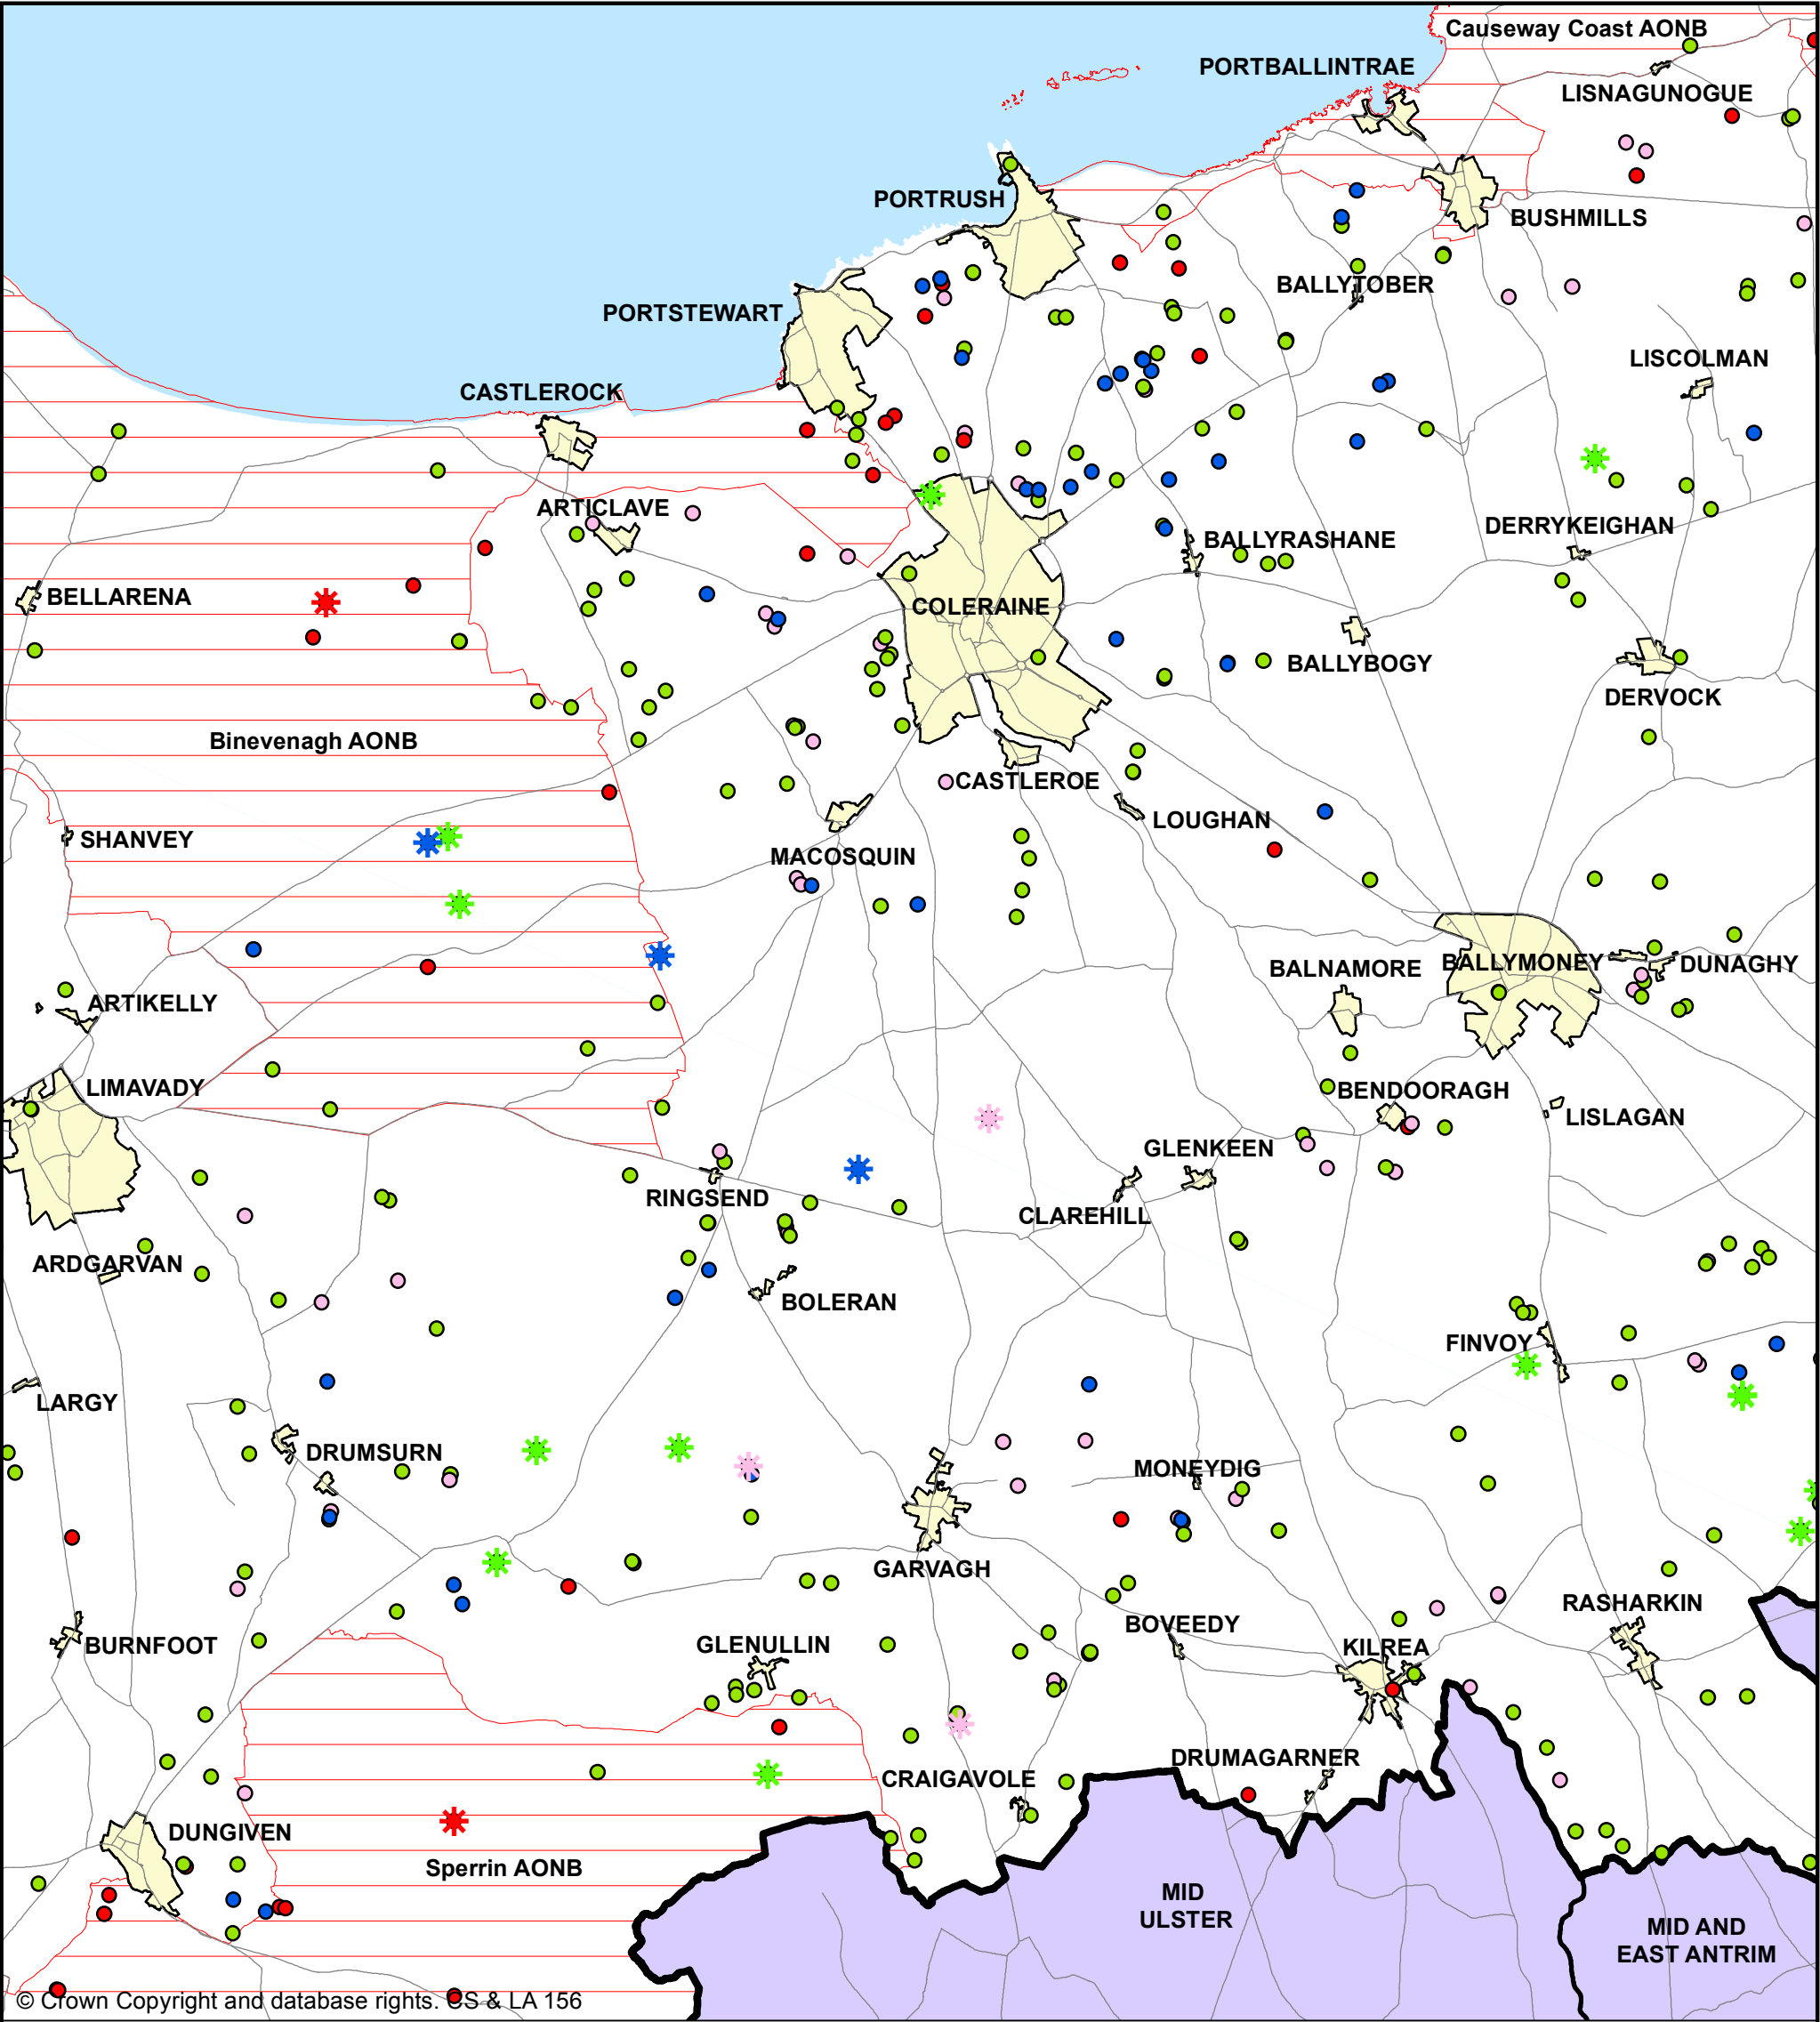 Causeway Coast AONB
PORTBALLINTRAE
LISNAGUNOGUE
PORTRUSH
BUSHMILLS
BALLYTOBER
PORTSTEWART
LISCOLMAN
CASTLEROCK
ARTICLAVE
DERRYKEIGHAN
BALLYRASHANE
BELLARENA
COLERAINE
BALLYBOGY
DERVOCK
Binevenagh AONB
CASTLEROE
LOUGHAN
SHANVEY
MACOSQUIN
BALLYMONEY
DUNAGHY
BALNAMORE
ARTIKELLY
LIMAVADY
BENDOORAGH
LISLAGAN
GLENKEEN
RINGSEND
CLAREHILL
ARDGARVAN
BOLERAN
FINVOY
LARGY
DRUMSURN
MONEYDIG
GARVAGH
RASHARKIN
BOVEEDY
BURNFOOT
GLENULLIN
KILREA
DRUMAGARNER
CRAIGAVOLE
DUNGIVEN
Sperrin AONB
MID
ULSTER
MID AND
EAST ANTRIM
© Crown Copyright and database rights. CS & LA 156